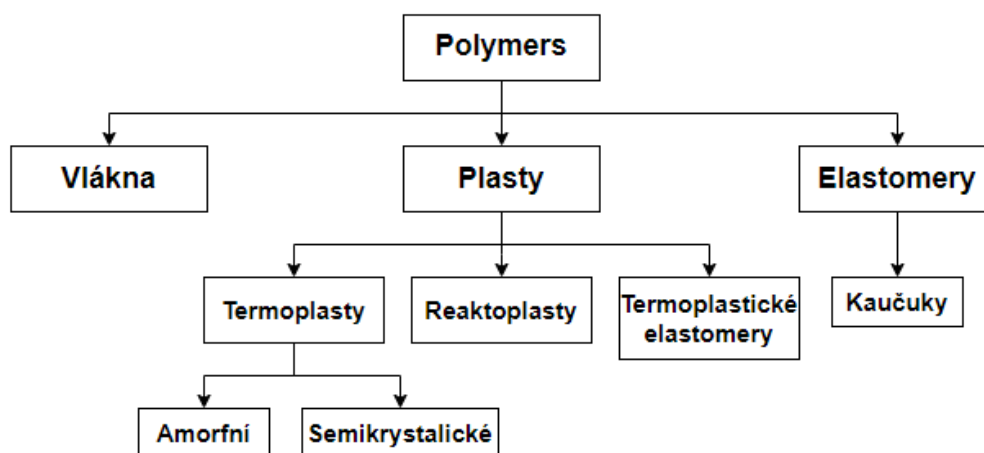 Polymers
Vlákna
Plasty
Elastomery
Termoplasty
Reaktoplasty
Termoplastické
elastomery
Kaučuky
Amorfní
Semikrystalické